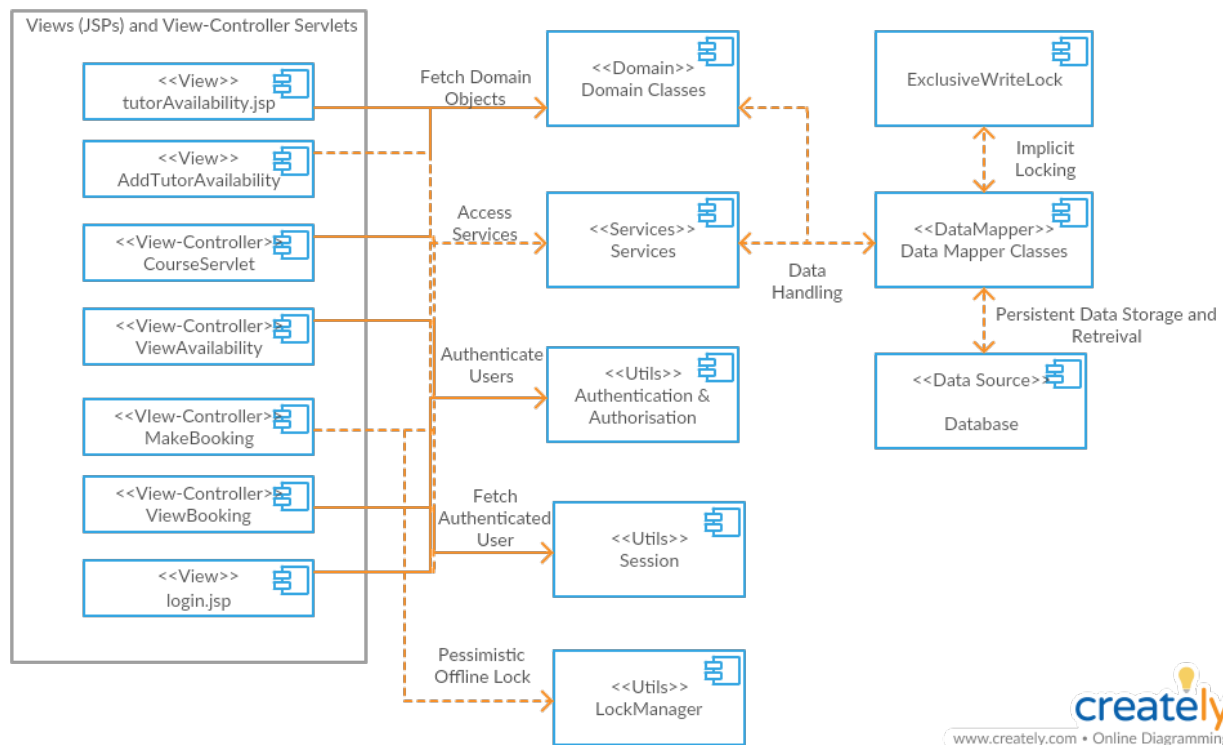 Views (JSPs) and View-Controller Servlets
<<View>>
tutorAvailability.jsp
<<View>>
AddTutorAvailability
<<View-Controller>>
CourseServlet
<<View-Controller>>
ViewAvailability
<<VIew-Controller>>
MakeBooking
<<View-Controller>>
ViewBooking
<<View>>
login.jsp
Fetch Domain
Objects
Access
Services
Authenticate
Users
Fetch
Authenticated
User
Pessimistic
Offline Lock
<<Domain>>
Domain Classes
<<Services>>
Services
<<Utils>>
Authentication &
Authorisation
<<Utils>>
Session
<<Utils>>
LockManager
Data
Handling
ExclusiveWriteLock
Implicit
Locking
<<DataMapper>>
Data Mapper Classes
Persistent Data Storage and
Retreival
<<Data Source>>
Database
creately
www.creately.com • Online Diagramming